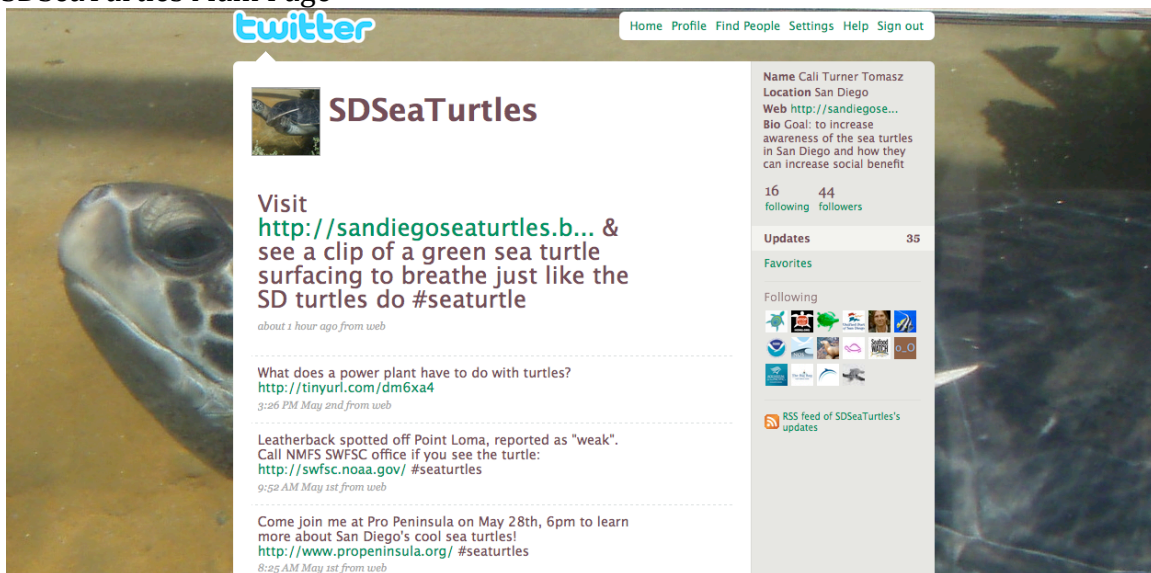 SDSeaTurtles Main Page
twitter
Home Profile Find People Settings Help Sign out
SDSeaTurtles
Visit
http://sandiegoseaturtles.b... &
see a clip of a green sea turtle
surfacing to breathe just like the
SD turtles do #seaturtle
about 1 hour ago from web
What does a power plant have to do with turtles?
http://tinyurl.com/dm6xa4
3:26 PM May 2nd from web
Leatherback spotted off Point Loma, reported as "weak".
Call NMFS SWFSC office if you see the turtle:
http://swfsc.noaa.gov/ #seaturtles
9:52 AM May 1st from web
Come join me at Pro Peninsula on May 28th, 6pm to learn
more about San Diego's cool sea turtles!
http://www.propeninsula.org/ #seaturtles
8:25 AM May 1st from web
Name Cali Turner Tomasz
Location San Diego
Web http://sandiegose...
Bio Goal: to increase
awareness of the sea turtles
in San Diego and how they
can increase social benefit
16 44
following followers
Updates 35
Favorites
Following
Seafood
WATCH
o_O
RSS feed of SDSeaTurtles's
updates